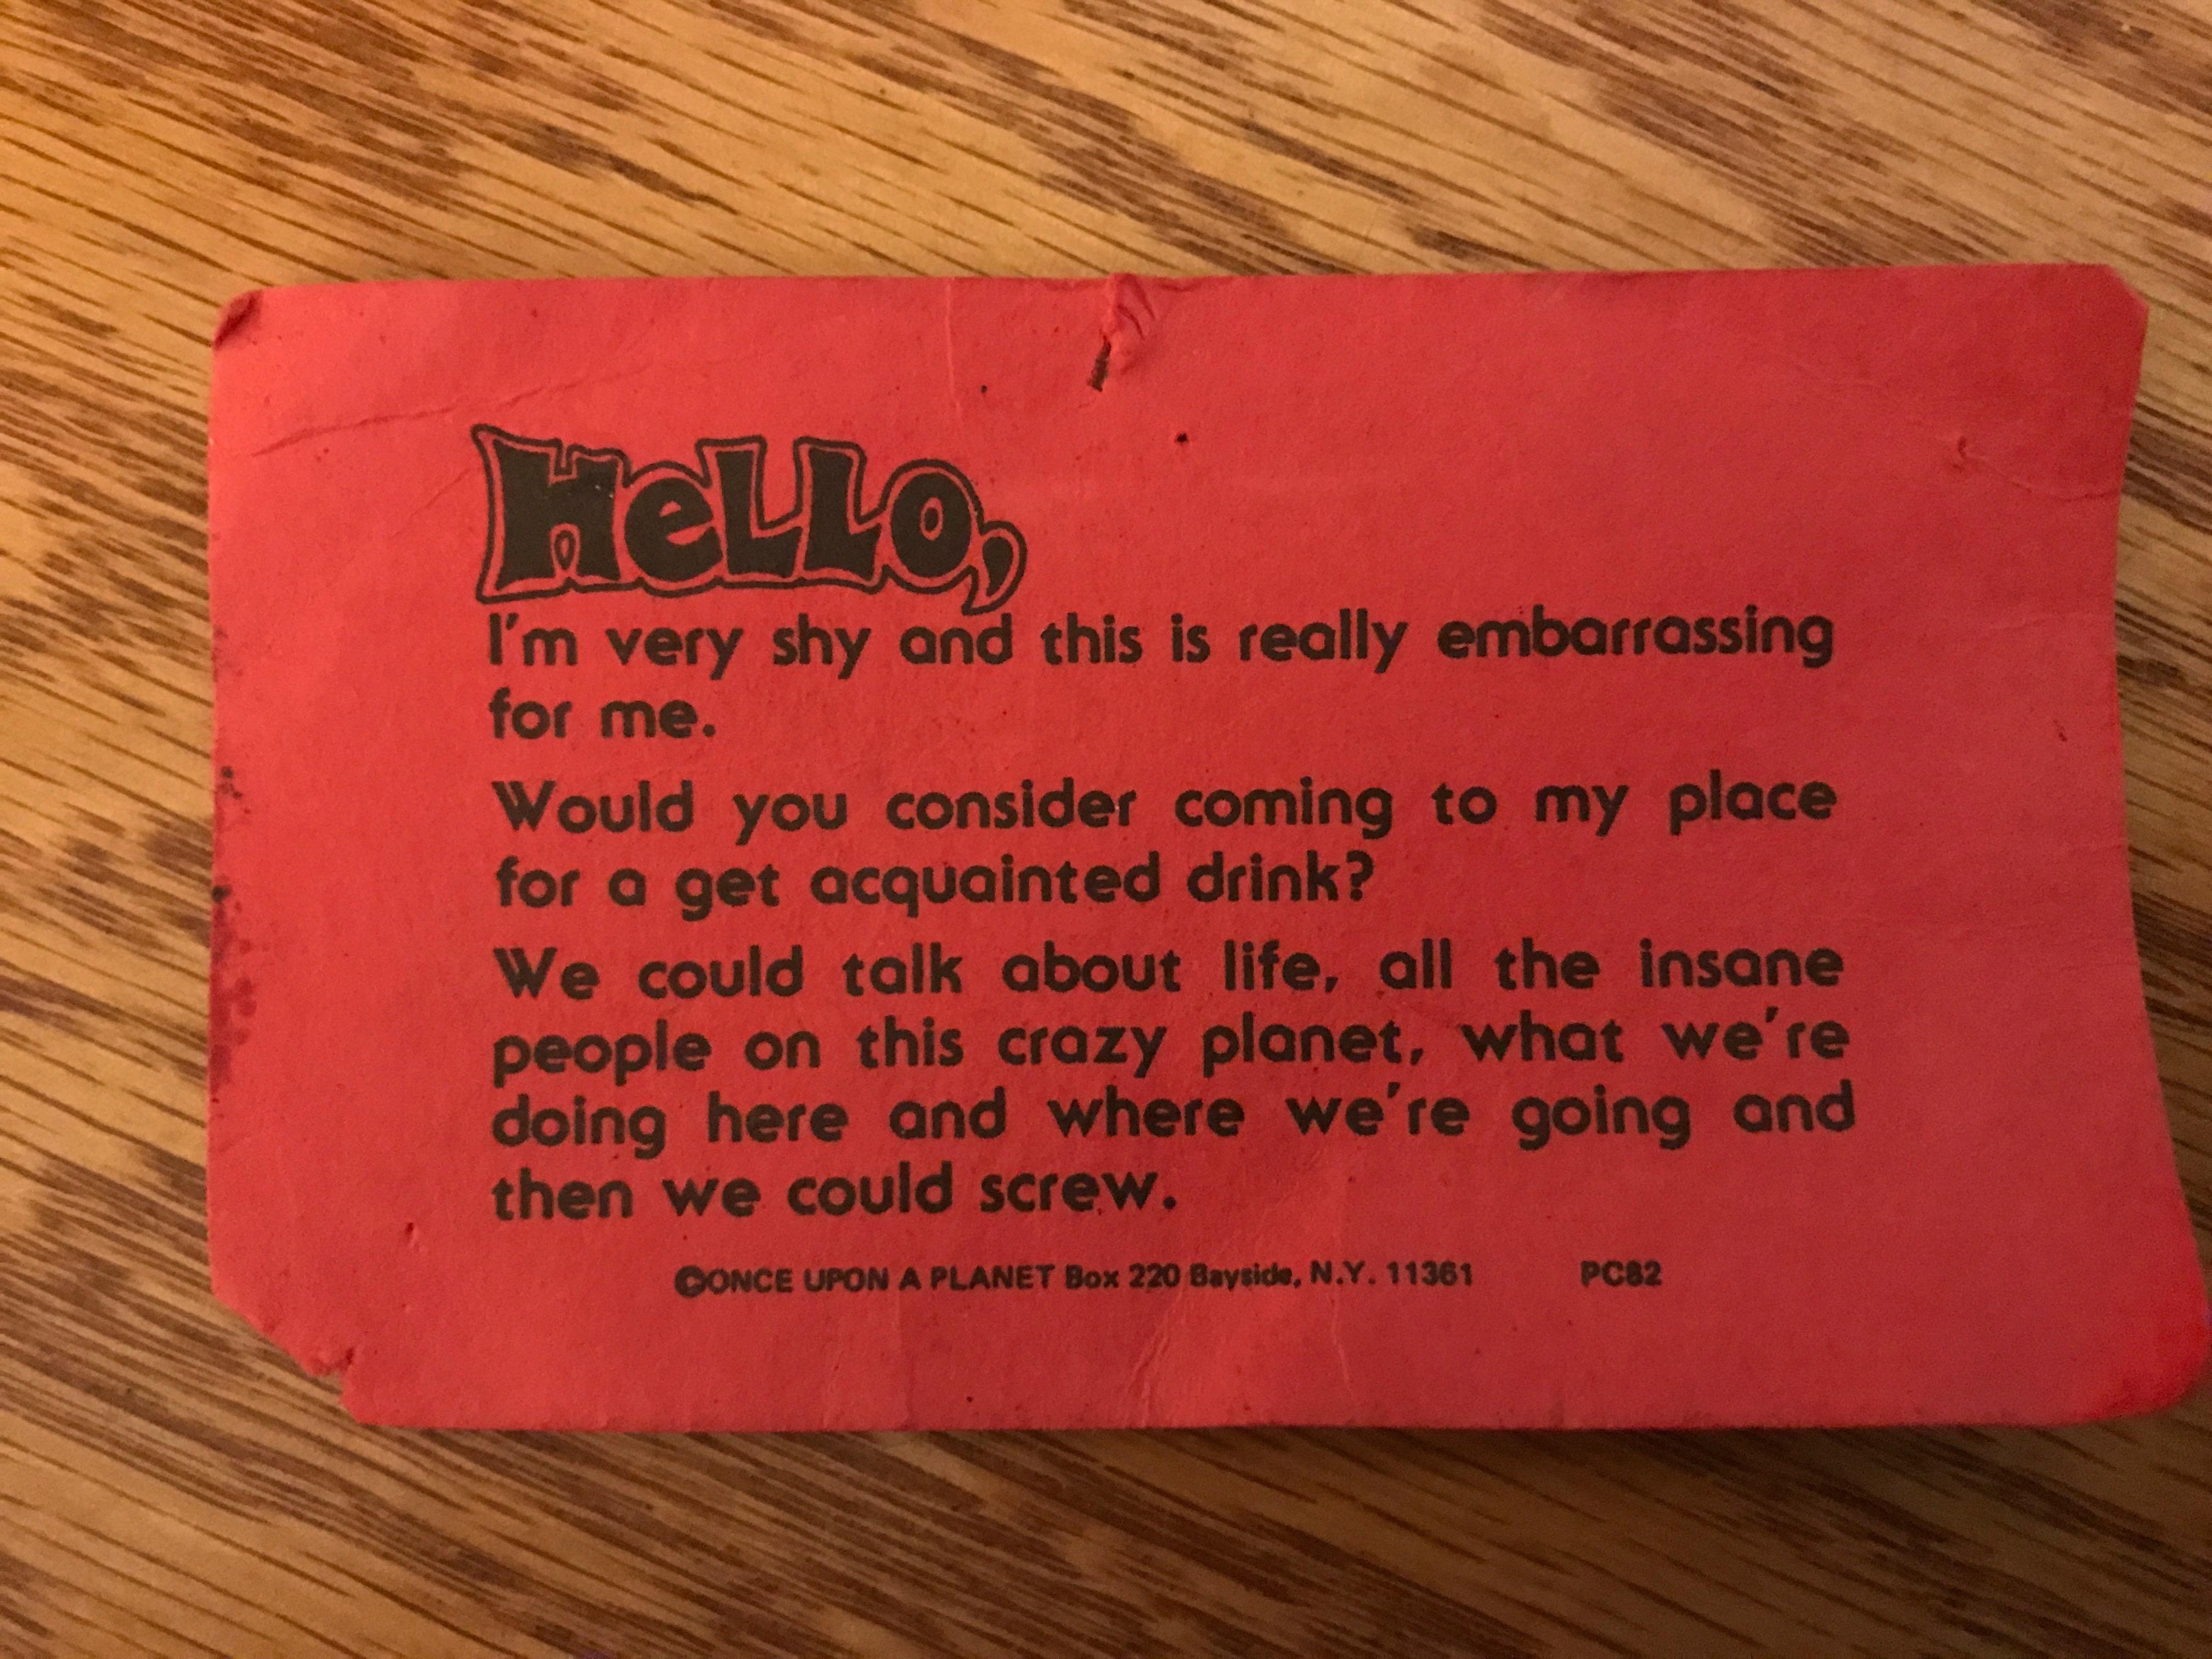 HeLLO,
I'm very shy and this is really embarrassing
for me.
Would you consider coming to my place
for a get acquainted drink?
We could talk about life, all the insane
people on this crazy planet, what we're
doing here and where we're going and
then we could screw.
©ONCE UPON A PLANET Box 220 Bayside, N.Y. 11361 PC82